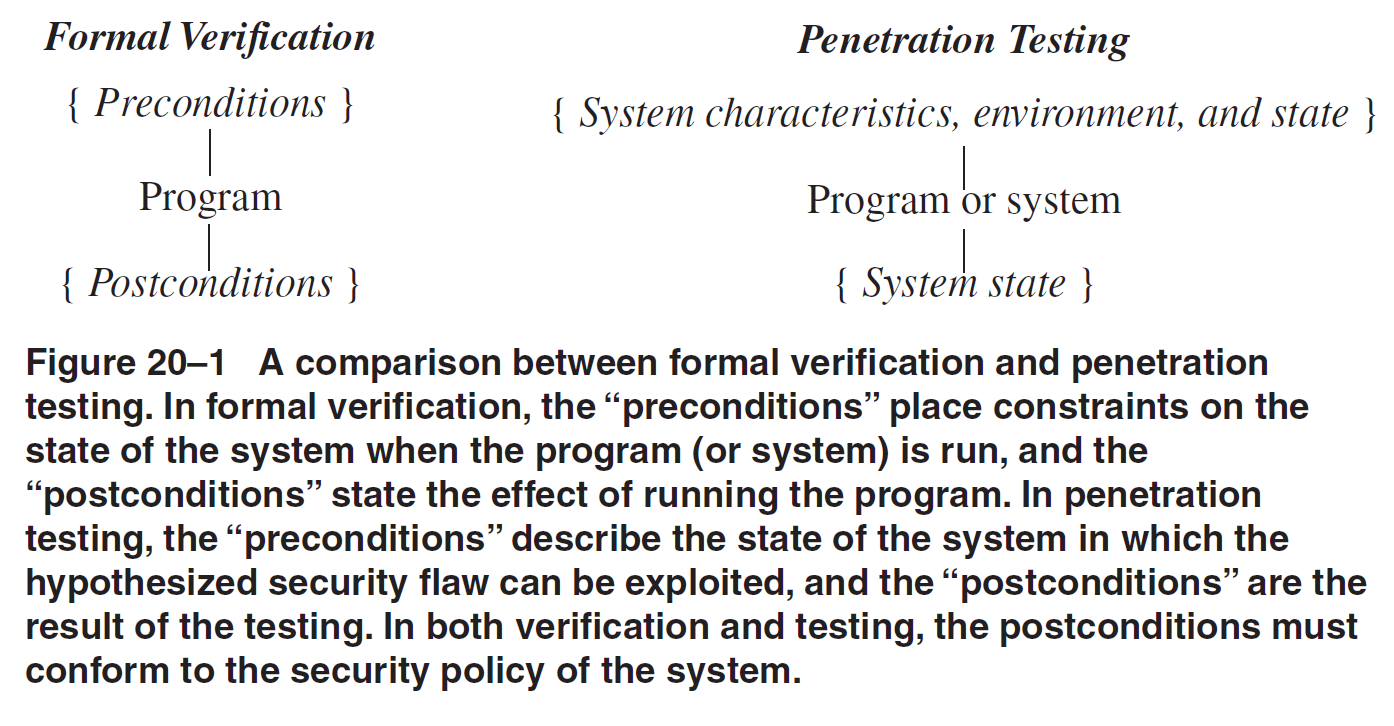 Formal Verification
{ Preconditions }
Program
{ Postconditions }
Penetration Testing
{ System characteristics, environment, and state }
Program or system
{ System state }
Figure 20–1 A comparison between formal verification and penetration
testing. In formal verification, the “preconditions” place constraints on the
state of the system when the program (or system) is run, and the
“postconditions” state the effect of running the program. In penetration
testing, the “preconditions” describe the state of the system in which the
hypothesized security flaw can be exploited, and the “postconditions” are the
result of the testing. In both verification and testing, the postconditions must
conform to the security policy of the system.